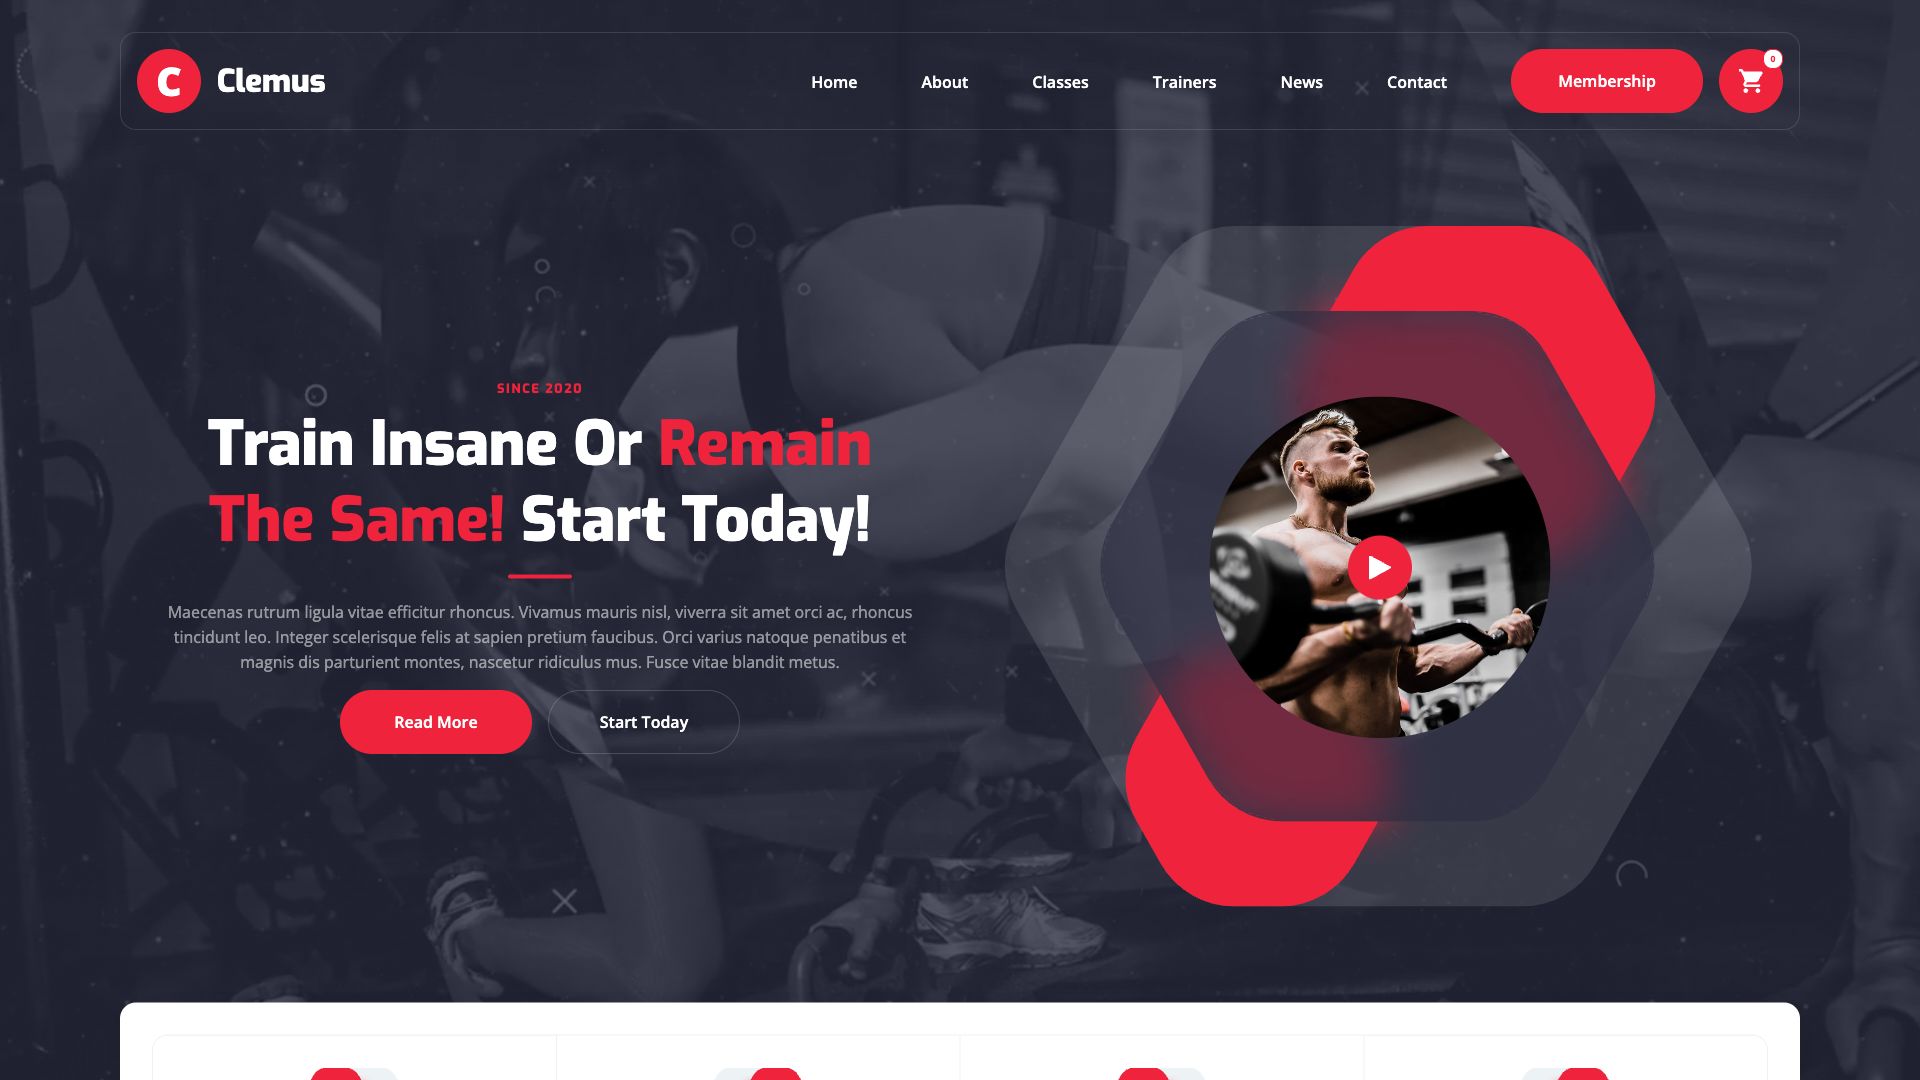 C Clemus
Home About Classes Trainers News Contact Membership 0
SINCE 2020
Train Insane Or Remain
The Same! Start Today!
Maecenas rutrum ligula vitae efficitur rhoncus. Vivamus mauris nisl, viverra sit amet orci ac, rhoncus
tincidunt leo. Integer scelerisque felis at sapien pretium faucibus. Orci varius natoque penatibus et
magnis dis parturient montes, nascetur ridiculus mus. Fusce vitae blandit metus.
Read More Start Today